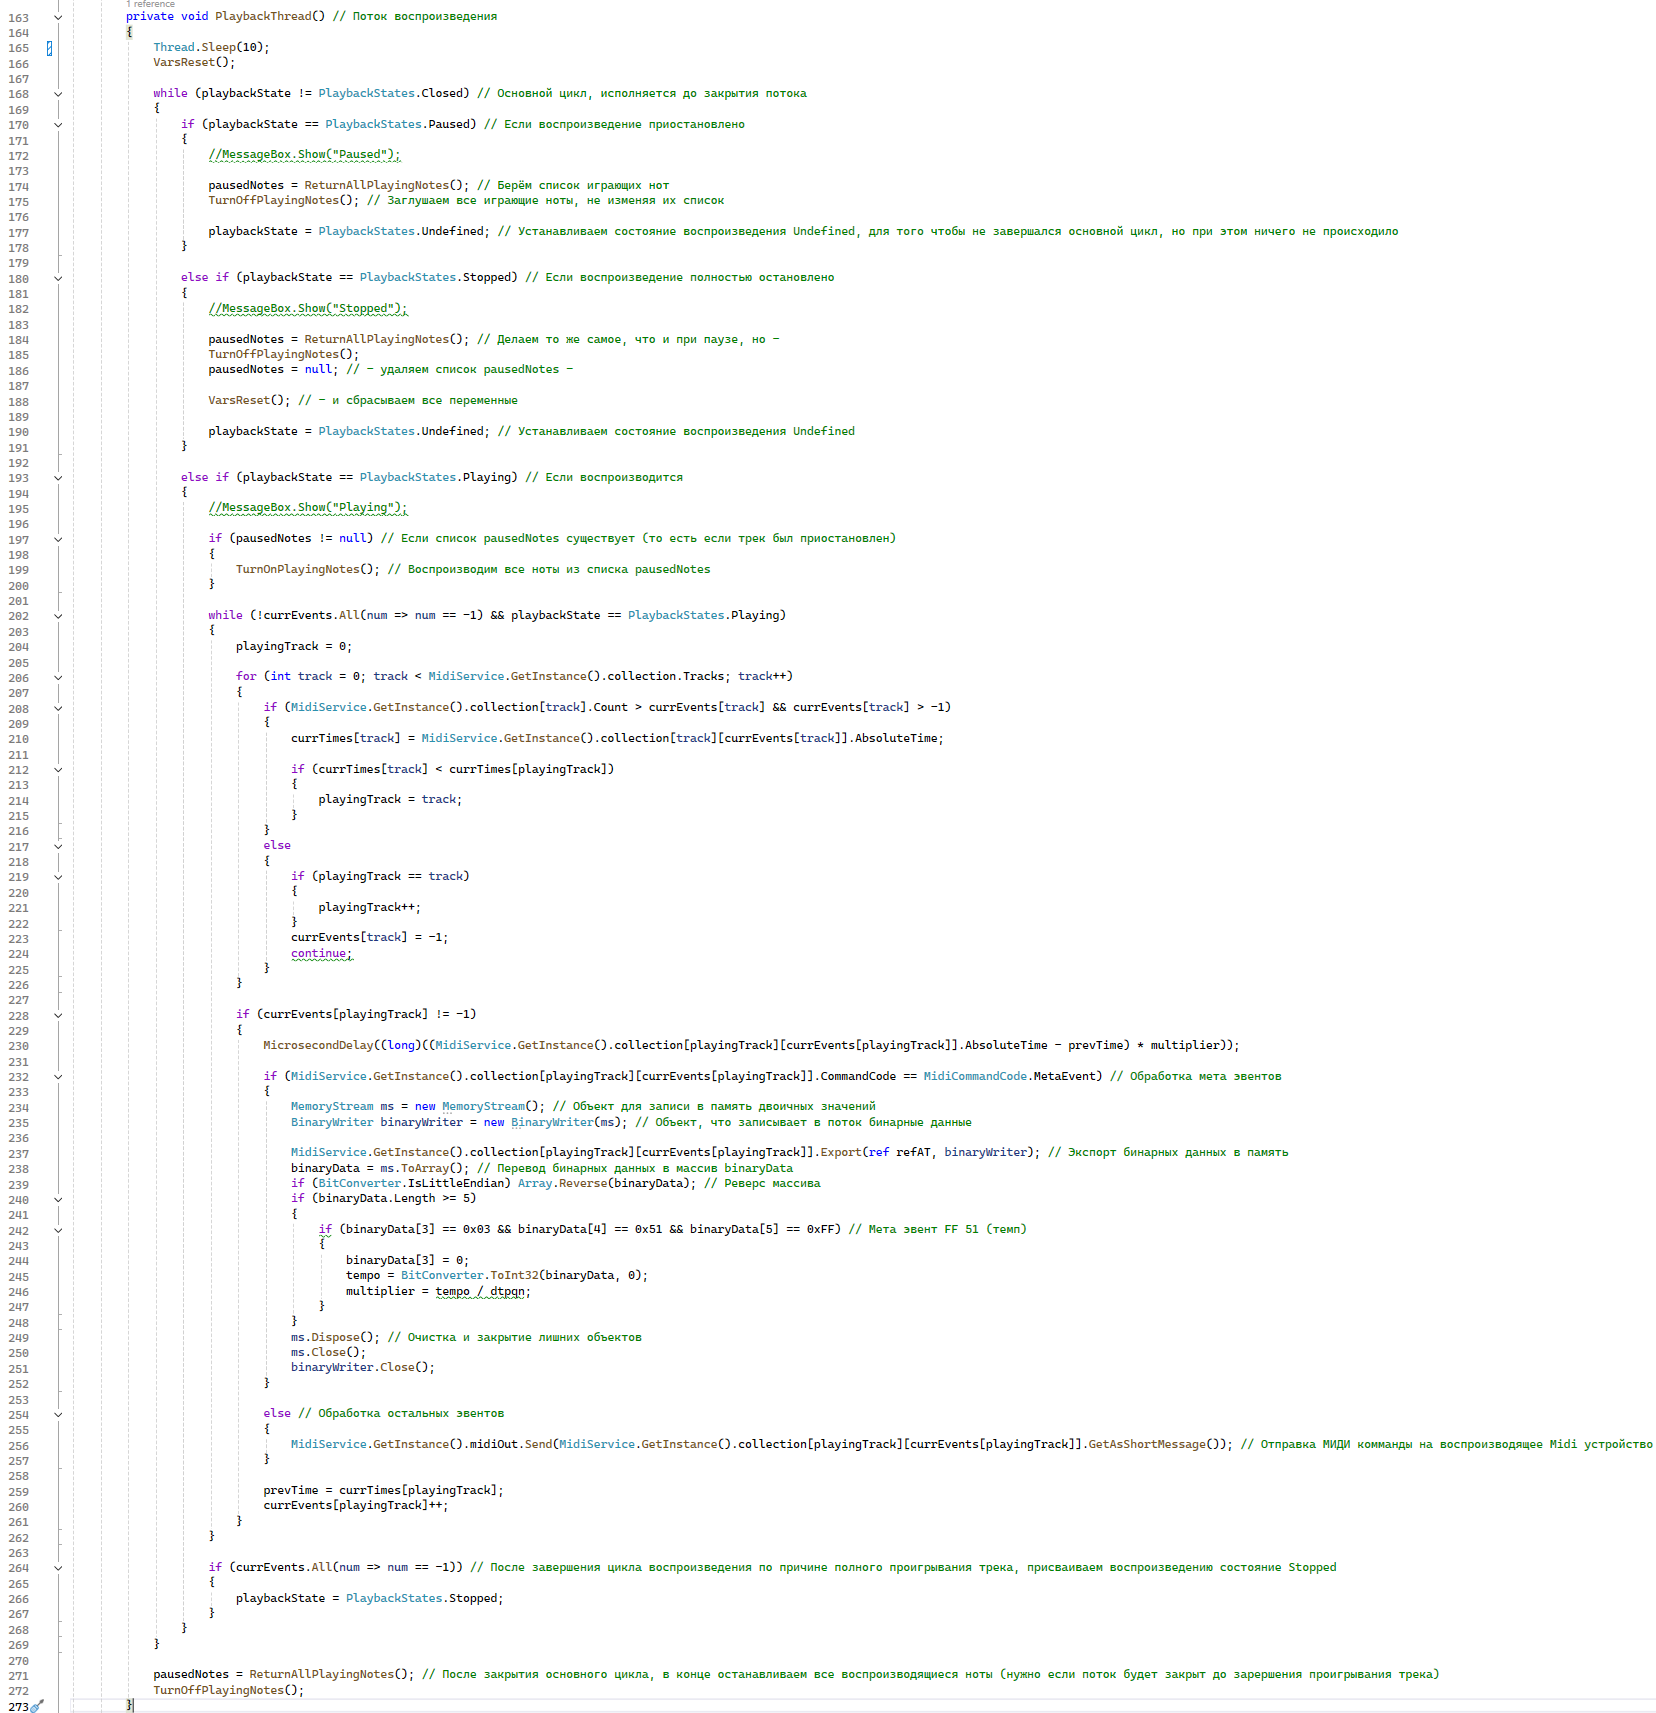 1 reference
163 private void PlaybackThread() // Поток воспроизведения
164 {
165 Thread.Sleep(10);
166 VarsReset();
167
168 while (playbackState != PlaybackStates.Closed) // Основной цикл, исполняется до закрытия потока
169 {
170 if (playbackState == PlaybackStates.Paused) // Если воспроизведение приостановлено
171 {
172 //MessageBox.Show("Paused");
173
174 pausedNotes = ReturnAllPlayingNotes(); // Берём список играющих нот
175 TurnOffPlayingNotes(); // Заглушаем все играющие ноты, не изменяя их список
176
177 playbackState = PlaybackStates.Undefined; // Устанавливаем состояние воспроизведения Undefined, для того чтобы не завершался основной цикл, но при этом ничего не происходило
178 }
179
180 else if (playbackState == PlaybackStates.Stopped) // Если воспроизведение полностью остановлено
181 {
182 //MessageBox.Show("Stopped");
183
184 pausedNotes = ReturnAllPlayingNotes(); // Делаем то же самое, что и при паузе, но -
185 TurnOffPlayingNotes();
186 pausedNotes = null; // - удаляем список pausedNotes -
187
188 VarsReset(); // - и сбрасываем все переменные
189
190 playbackState = PlaybackStates.Undefined; // Устанавливаем состояние воспроизведения Undefined
191 }
192
193 else if (playbackState == PlaybackStates.Playing) // Если воспроизводится
194 {
195 //MessageBox.Show("Playing");
196
197 if (pausedNotes != null) // Если список pausedNotes существует (то есть если трек был приостановлен)
198 {
199 TurnOnPlayingNotes(); // Воспроизводим все ноты из списка pausedNotes
200 }
201
202 while (!currEvents.All(num => num == -1) && playbackState == PlaybackStates.Playing)
203 {
204 playingTrack = 0;
205
206 for (int track = 0; track < MidiService.GetInstance().collection.Tracks; track++)
207 {
208 if (MidiService.GetInstance().collection[track].Count > currEvents[track] && currEvents[track] > -1)
209 {
210 currTimes[track] = MidiService.GetInstance().collection[track][currEvents[track]].AbsoluteTime;
211
212 if (currTimes[track] < currTimes[playingTrack])
213 {
214 playingTrack = track;
215 }
216 }
217 else
218 {
219 if (playingTrack == track)
220 {
221 playingTrack++;
222 }
223 currEvents[track] = -1;
224 continue;
225 }
226 }
227
228 if (currEvents[playingTrack] != -1)
229 {
230 MicrosecondDelay((long)((MidiService.GetInstance().collection[playingTrack][currEvents[playingTrack]].AbsoluteTime - prevTime) * multiplier));
231
232 if (MidiService.GetInstance().collection[playingTrack][currEvents[playingTrack]].CommandCode == MidiCommandCode.MetaEvent) // Обработка мета эвентов
233 {
234 MemoryStream ms = new MemoryStream(); // Объект для записи в память двоичных значений
235 BinaryWriter binaryWriter = new BinaryWriter(ms); // Объект, что записывает в поток бинарные данные
236
237 MidiService.GetInstance().collection[playingTrack][currEvents[playingTrack]].Export(ref refAT, binaryWriter); // Экспорт бинарных данных в память
238 binaryData = ms.ToArray(); // Перевод бинарных данных в массив binaryData
239 if (BitConverter.IsLittleEndian) Array.Reverse(binaryData); // Реверс массива
240 if (binaryData.Length >= 5)
241 {
242 if (binaryData[3] == 0x03 && binaryData[4] == 0x51 && binaryData[5] == 0xFF) // Мета эвент FF 51 (темп)
243 {
244 binaryData[3] = 0;
245 tempo = BitConverter.ToInt32(binaryData, 0);
246 multiplier = tempo / dtpqn;
247 }
248 }
249 ms.Dispose(); // Очистка и закрытие лишних объектов
250 ms.Close();
251 binaryWriter.Close();
252 }
253
254 else // Обработка остальных эвентов
255 {
256 MidiService.GetInstance().midiOut.Send(MidiService.GetInstance().collection[playingTrack][currEvents[playingTrack]].GetAsShortMessage()); // Отправка МИДИ комманды на воспроизводящее Midi устройство
257 }
258
259 prevTime = currTimes[playingTrack];
260 currEvents[playingTrack]++;
261 }
262 }
263
264 if (currEvents.All(num => num == -1)) // После завершения цикла воспроизведения по причине полного проигрывания трека, присваиваем воспроизведению состояние Stopped
265 {
266 playbackState = PlaybackStates.Stopped;
267 }
268 }
269 }
270
271 pausedNotes = ReturnAllPlayingNotes(); // После закрытия основного цикла, в конце останавливаем все воспроизводящиеся ноты (нужно если поток будет закрыт до зарершения проигрывания трека)
272 TurnOffPlayingNotes();
273 }